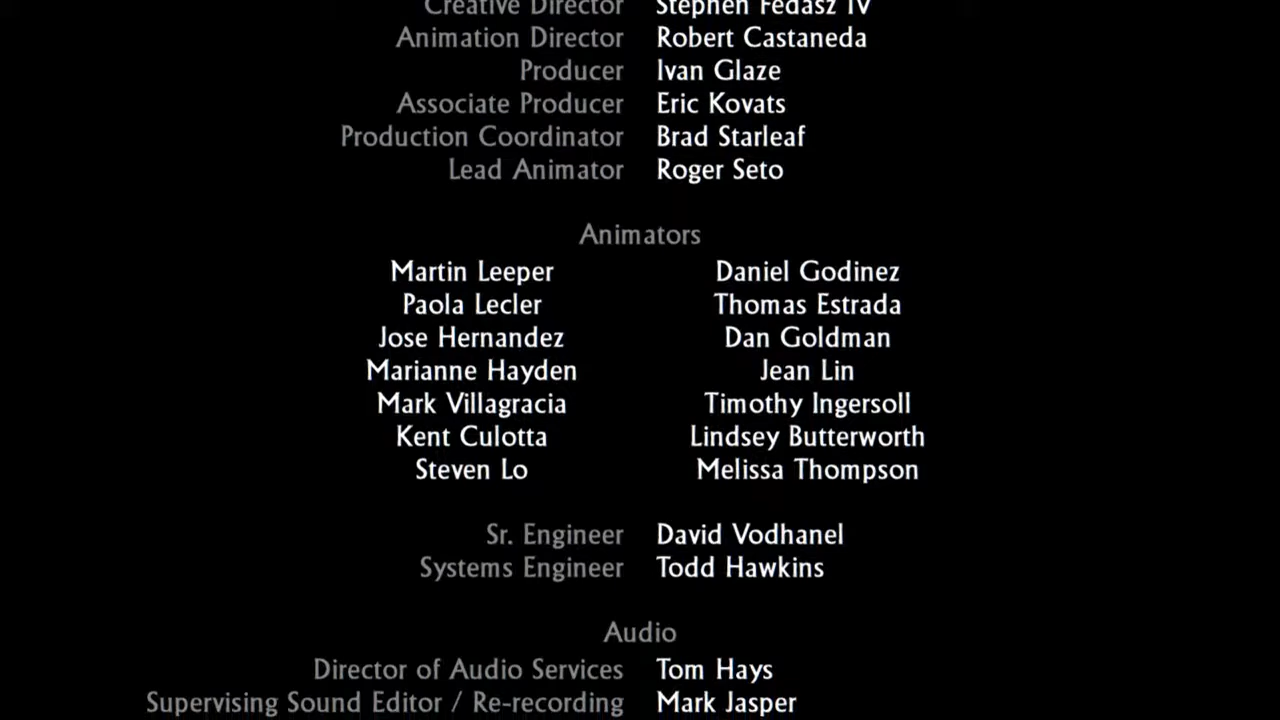 Creative Director Stephen Fedasz IV
Animation Director Robert Castaneda
Producer Ivan Glaze
Associate Producer Eric Kovats
Production Coordinator Brad Starleaf
Lead Animator Roger Seto
Animators
Martin Leeper Daniel Godinez
Paola Lecler Thomas Estrada
Jose Hernandez Dan Goldman
Marianne Hayden Jean Lin
Mark Villagracia Timothy Ingersoll
Kent Culotta Lindsey Butterworth
Steven Lo Melissa Thompson
Sr. Engineer David Vodhanel
Systems Engineer Todd Hawkins
Audio
Director of Audio Services Tom Hays
Supervising Sound Editor / Re-recording Mark Jasper